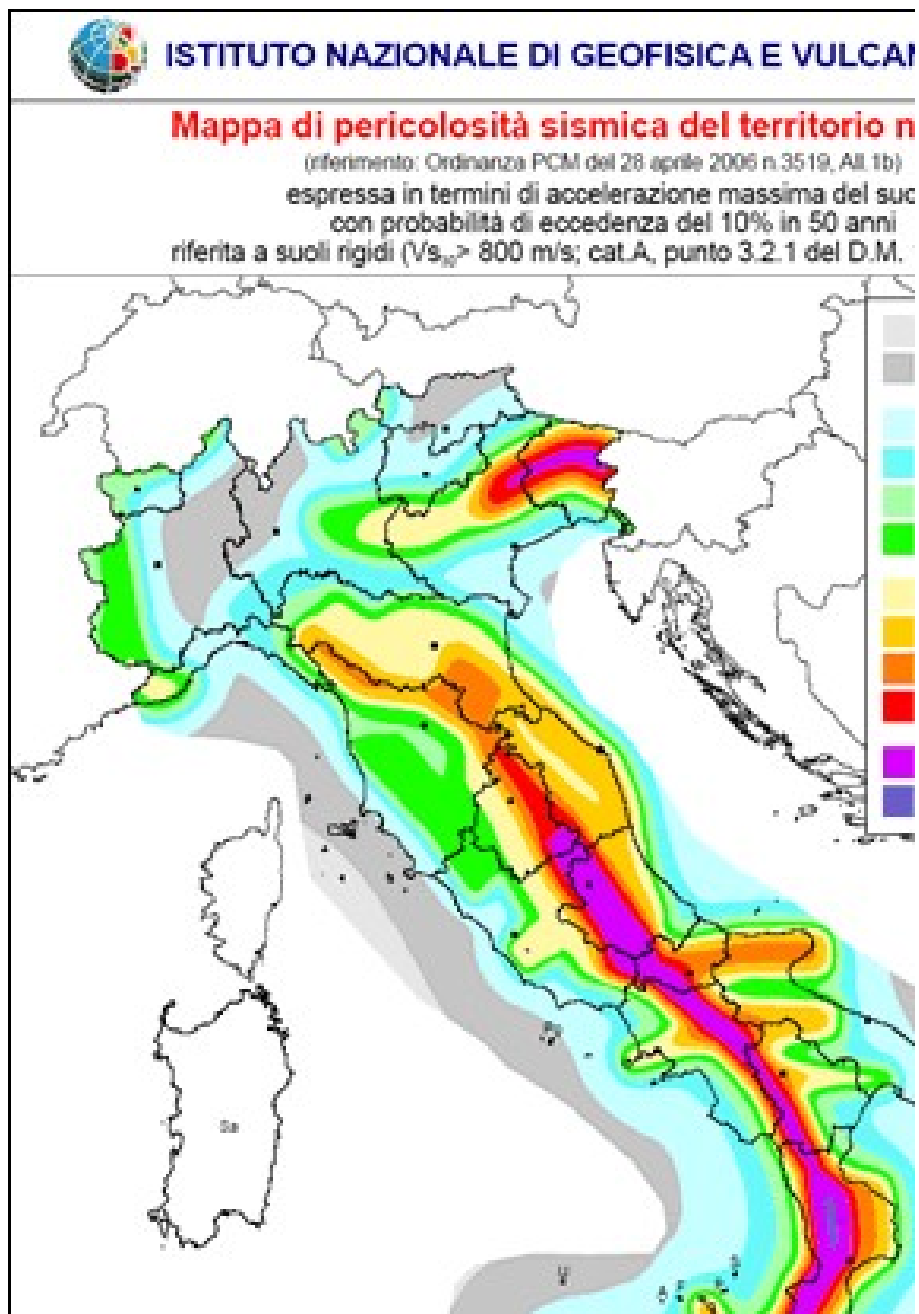 ISTITUTO NAZIONALE DI GEOFISICA E VULCAN
Mappa di pericolosità sismica del territorio n
(riferimento: Ordinanza PCM del 28 aprile 2006 n.3519, All.1b)
espressa in termini di accelerazione massima del suo
con probabilità di eccedenza del 10% in 50 anni
riferita a suoli rigidi (Vs₃₀> 800 m/s; cat.A, punto 3.2.1 del D.M.
Sa
U